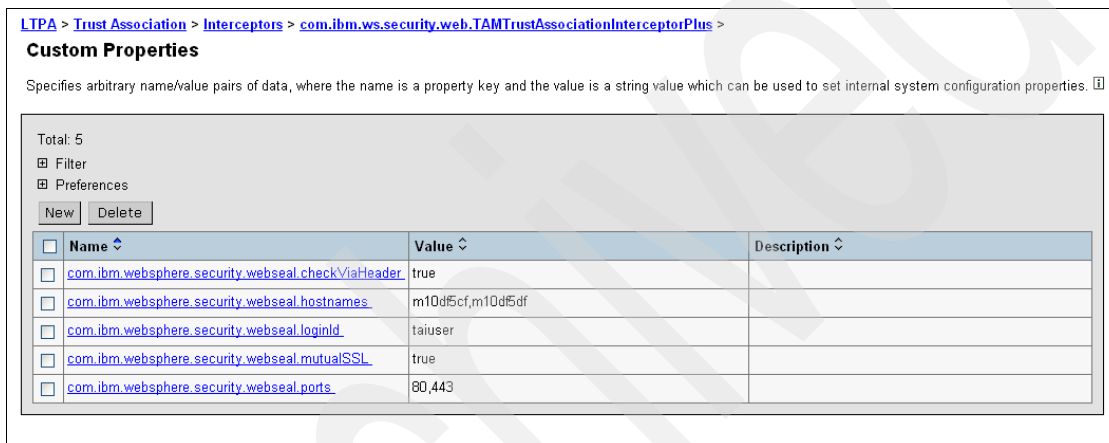 LTPA > Trust Association > Interceptors > com.ibm.ws.security.web.TAMTrustAssociationInterceptorPlus >
Custom Properties
Specifies arbitrary name/value pairs of data, where the name is a property key and the value is a string value which can be used to set internal system configuration properties.
Total: 5
Filter
Preferences
New Delete
Name Value Description
com.ibm.websphere.security.webseal.checkViaHeader true
com.ibm.websphere.security.webseal.hostnames m10df5cf,m10df5df
com.ibm.websphere.security.webseal.loginId taiuser
com.ibm.websphere.security.webseal.mutualSSL true
com.ibm.websphere.security.webseal.ports 80,443